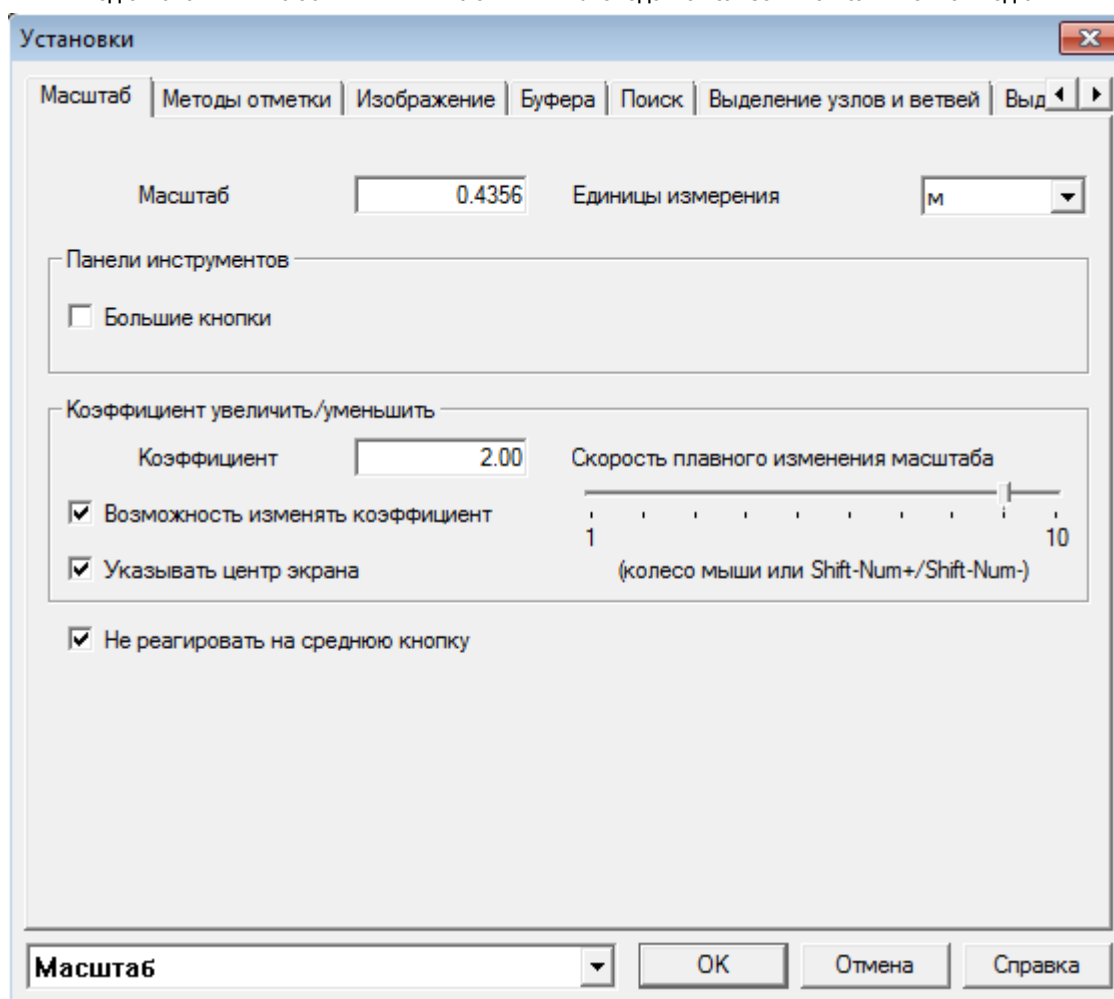 Установки
Масштаб Методы отметки Изображение Буфера Поиск Выделение узлов и ветвей Выд
Масштаб 0.4356 Единицы измерения м
Панели инструментов
Большие кнопки
Коэффициент увеличить/уменьшить
Коэффициент 2.00 Скорость плавного изменения масштаба
Возможность изменять коэффициент
1 10
Указывать центр экрана (колесо мыши или Shift-Num+/Shift-Num-)
Не реагировать на среднюю кнопку
Масштаб OK Отмена Справка